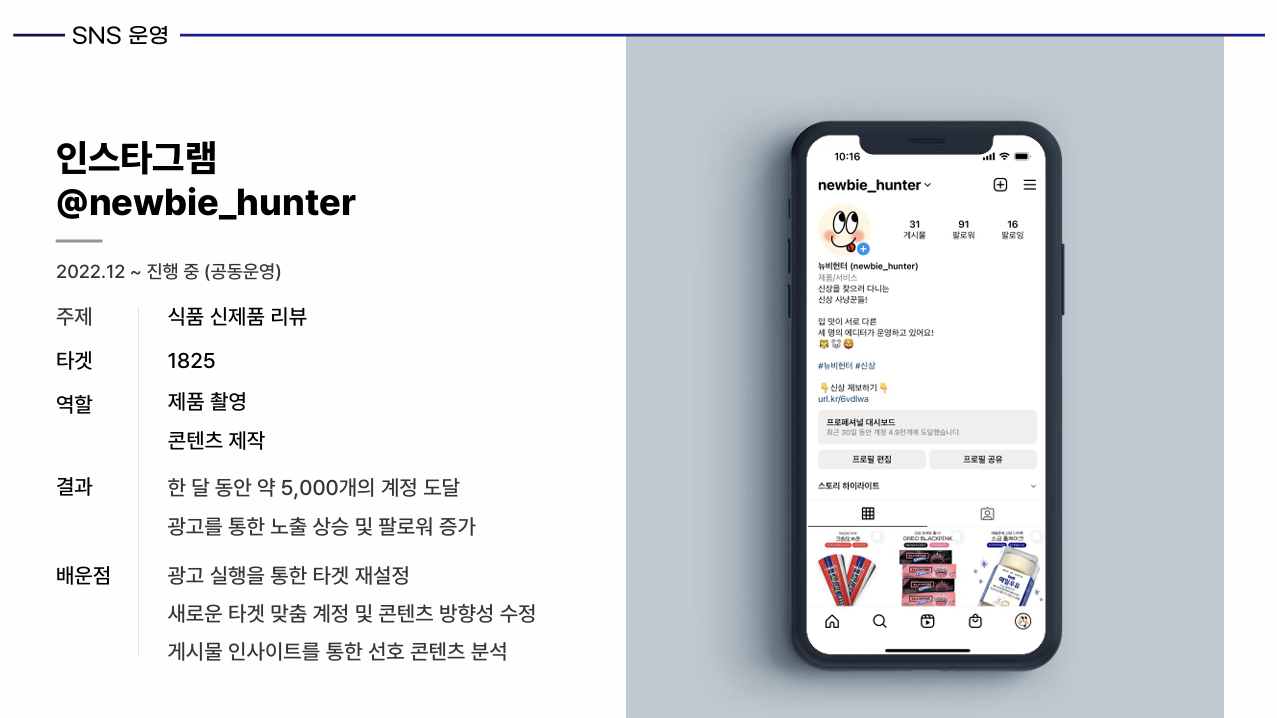 SNS 운영
인스타그램
@newbie_hunter
2022.12 ~ 진행 중 (공동운영)
주제 식품 신제품 리뷰
타겟 1825
역할 제품 촬영
콘텐츠 제작
결과 한 달 동안 약 5,000개의 계정 도달
광고를 통한 노출 상승 및 팔로워 증가
배운점 광고 실행을 통한 타겟 재설정
새로운 타겟 맞춤 계정 및 콘텐츠 방향성 수정
게시물 인사이트를 통한 선호 콘텐츠 분석
10:16
newbie_hunter
31 91 16
게시물 팔로워 팔로잉
뉴비헌터 (newbie_hunter)
제품/서비스
신상을 찾으러 다니는
신상 사냥꾼들!
입 맛이 서로 다른
세 명의 에디터가 운영하고 있어요!
#뉴비헌터 #신상
신상 제보하기
url.kr/6vdlwa
프로페셔널 대시보드
최근 30일 동안 계정 4.9천개에 도달했습니다.
프로필 편집 프로필 공유
스토리 하이라이트
OREO BLACKPINK
소금 롤케이크
매일우유